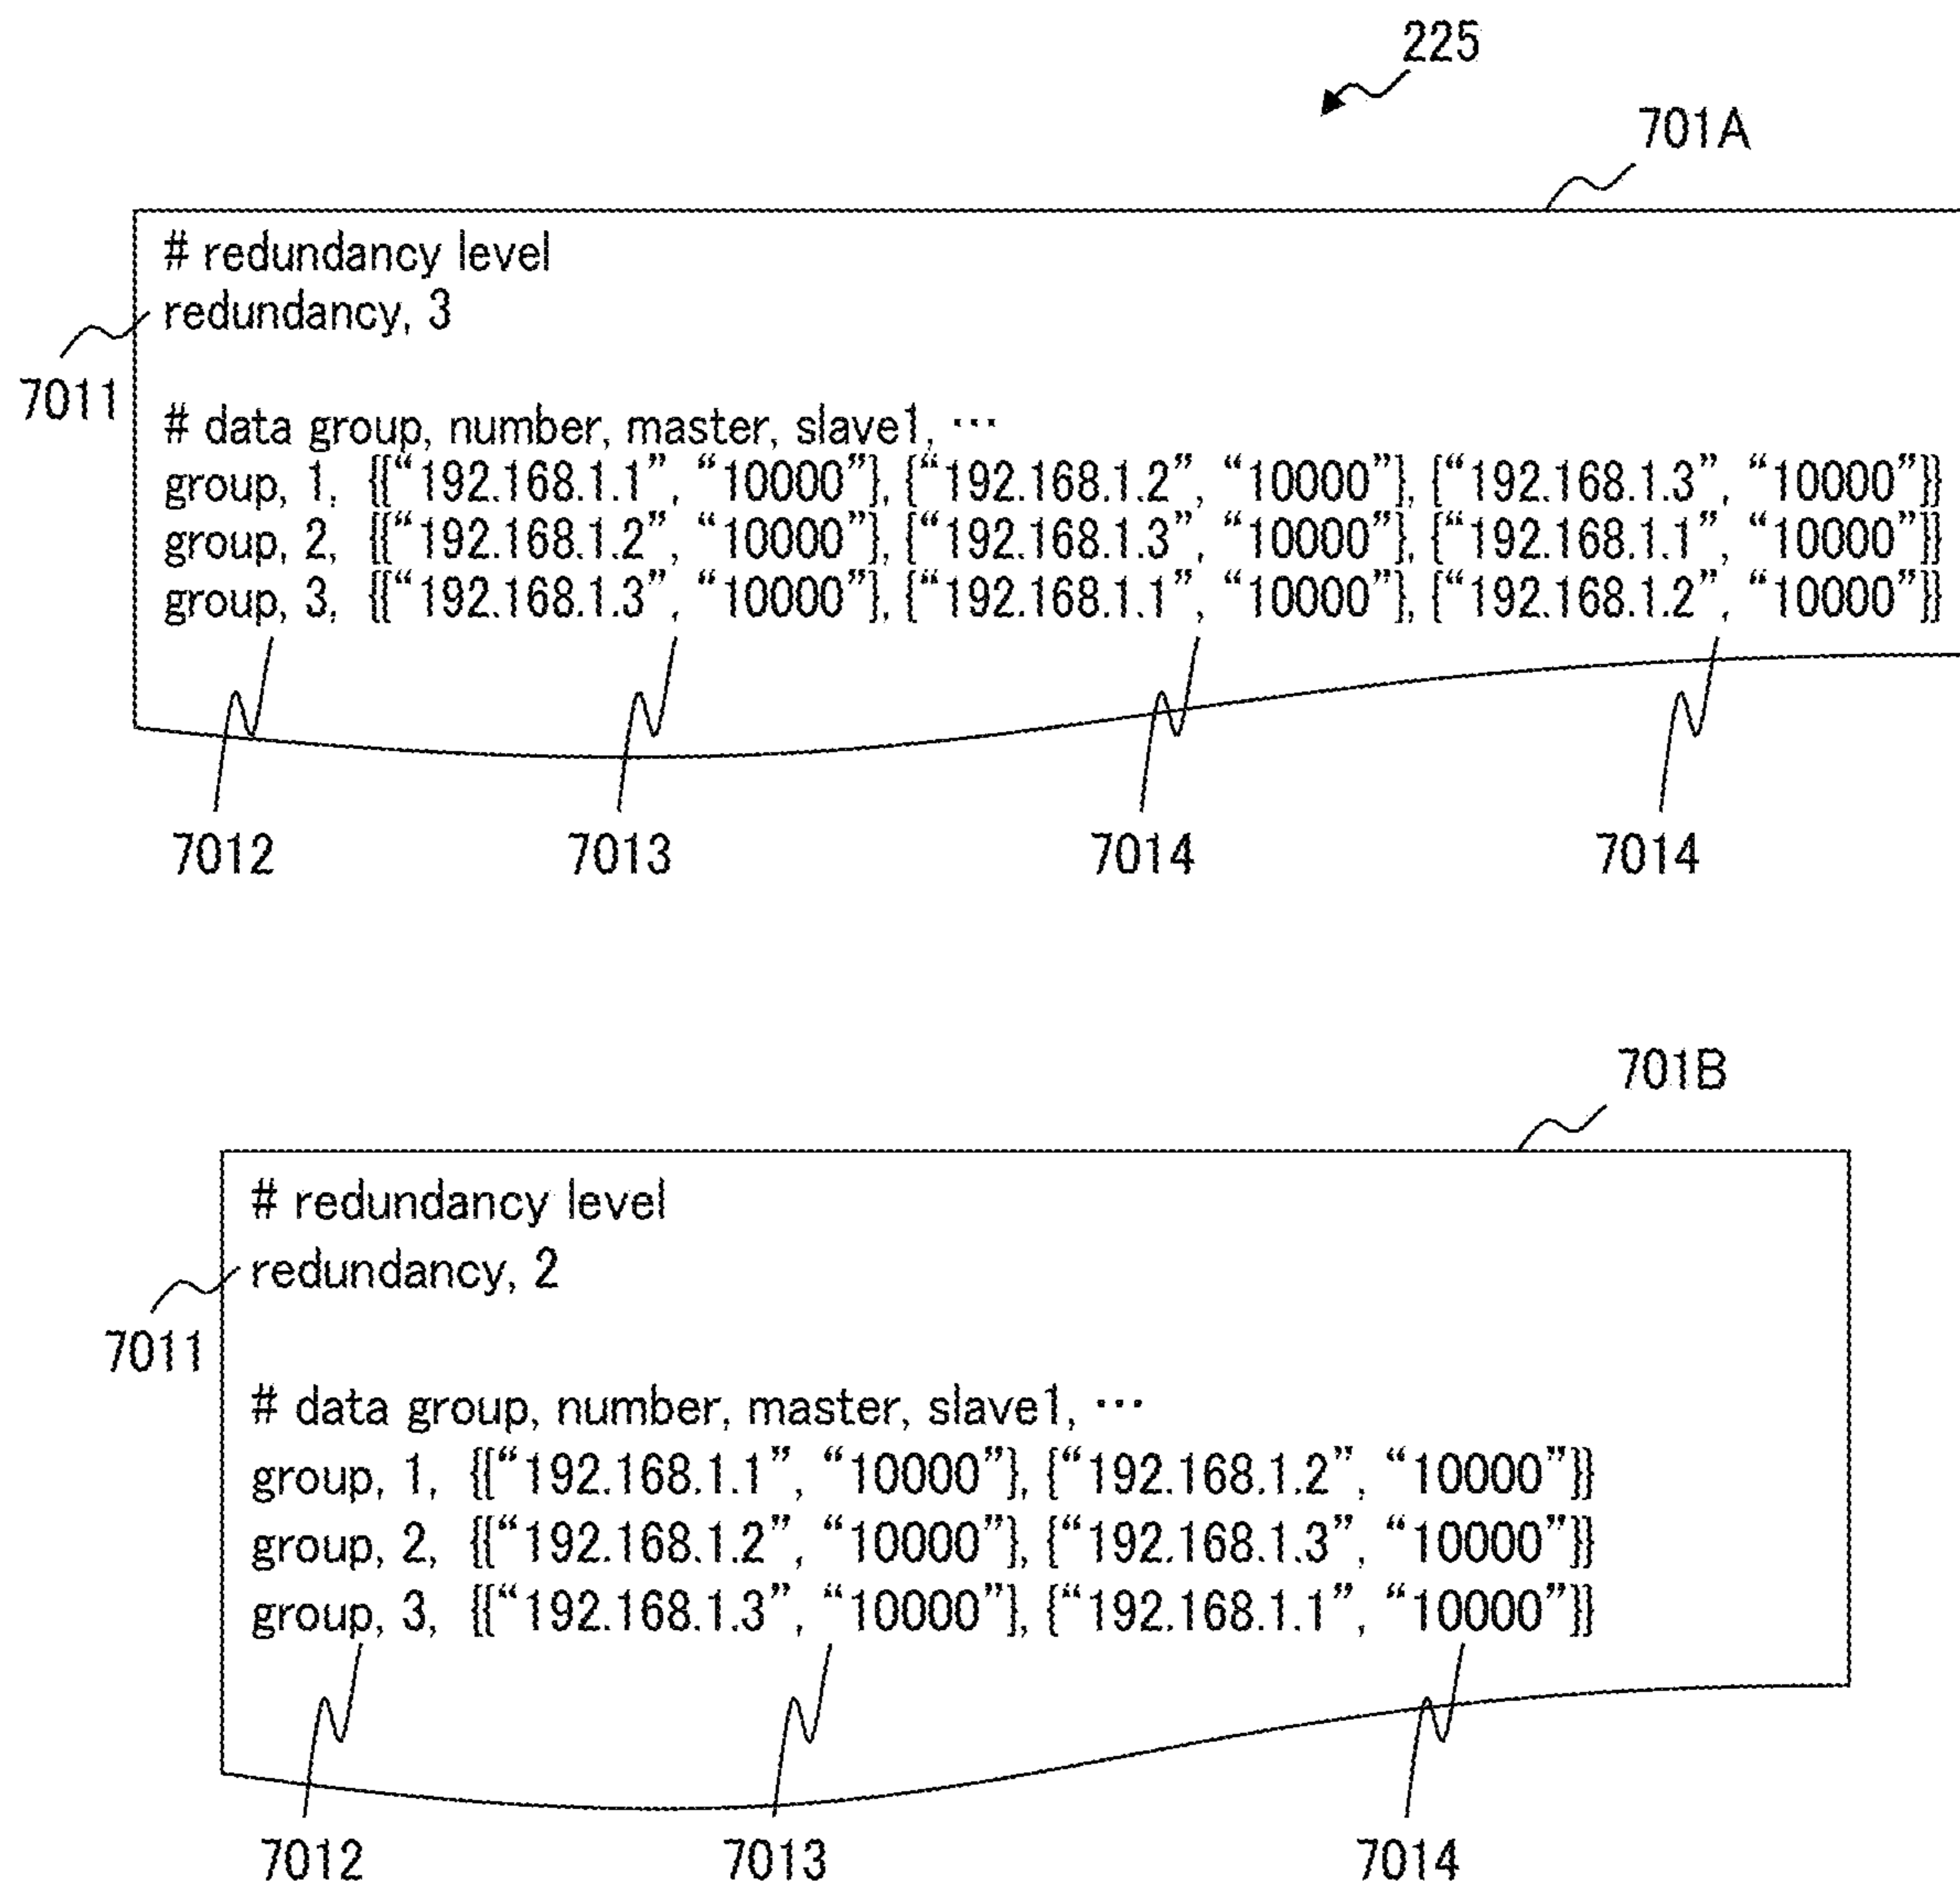 225
701A
# redundancy level
redundancy, 3
7011
# data group, number, master, slave1, ···
group, 1, {{“192.168.1.1”, “10000”}, {“192.168.1.2”, “10000”}, {“192.168.1.3”, “10000”}}
group, 2, {{“192.168.1.2”, “10000”}, {“192.168.1.3”, “10000”}, {“192.168.1.1”, “10000”}}
group, 3, {{“192.168.1.3”, “10000”}, {“192.168.1.1”, “10000”}, {“192.168.1.2”, “10000”}}
7012 7013 7014 7014
701B
# redundancy level
redundancy, 2
7011
# data group, number, master, slave1, ···
group, 1, {{“192.168.1.1”, “10000”}, {“192.168.1.2”, “10000”}}
group, 2, {{“192.168.1.2”, “10000”}, {“192.168.1.3”, “10000”}}
group, 3, {{“192.168.1.3”, “10000”}, {“192.168.1.1”, “10000”}}
7012 7013 7014